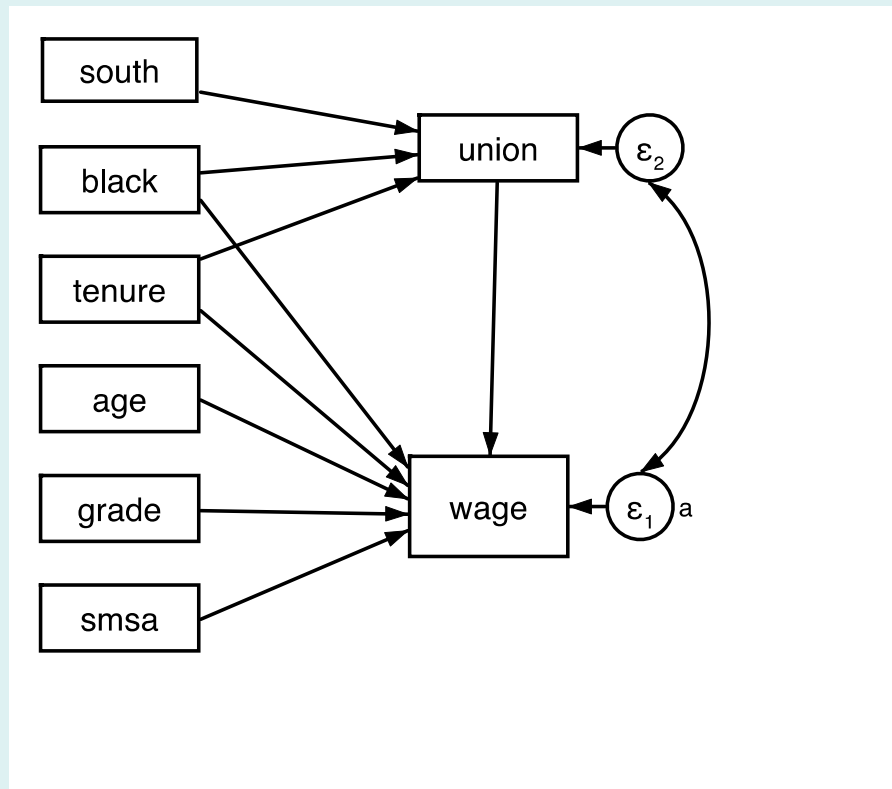 south
union
ε2
black
tenure
age
grade
wage
ε1
a
smsa